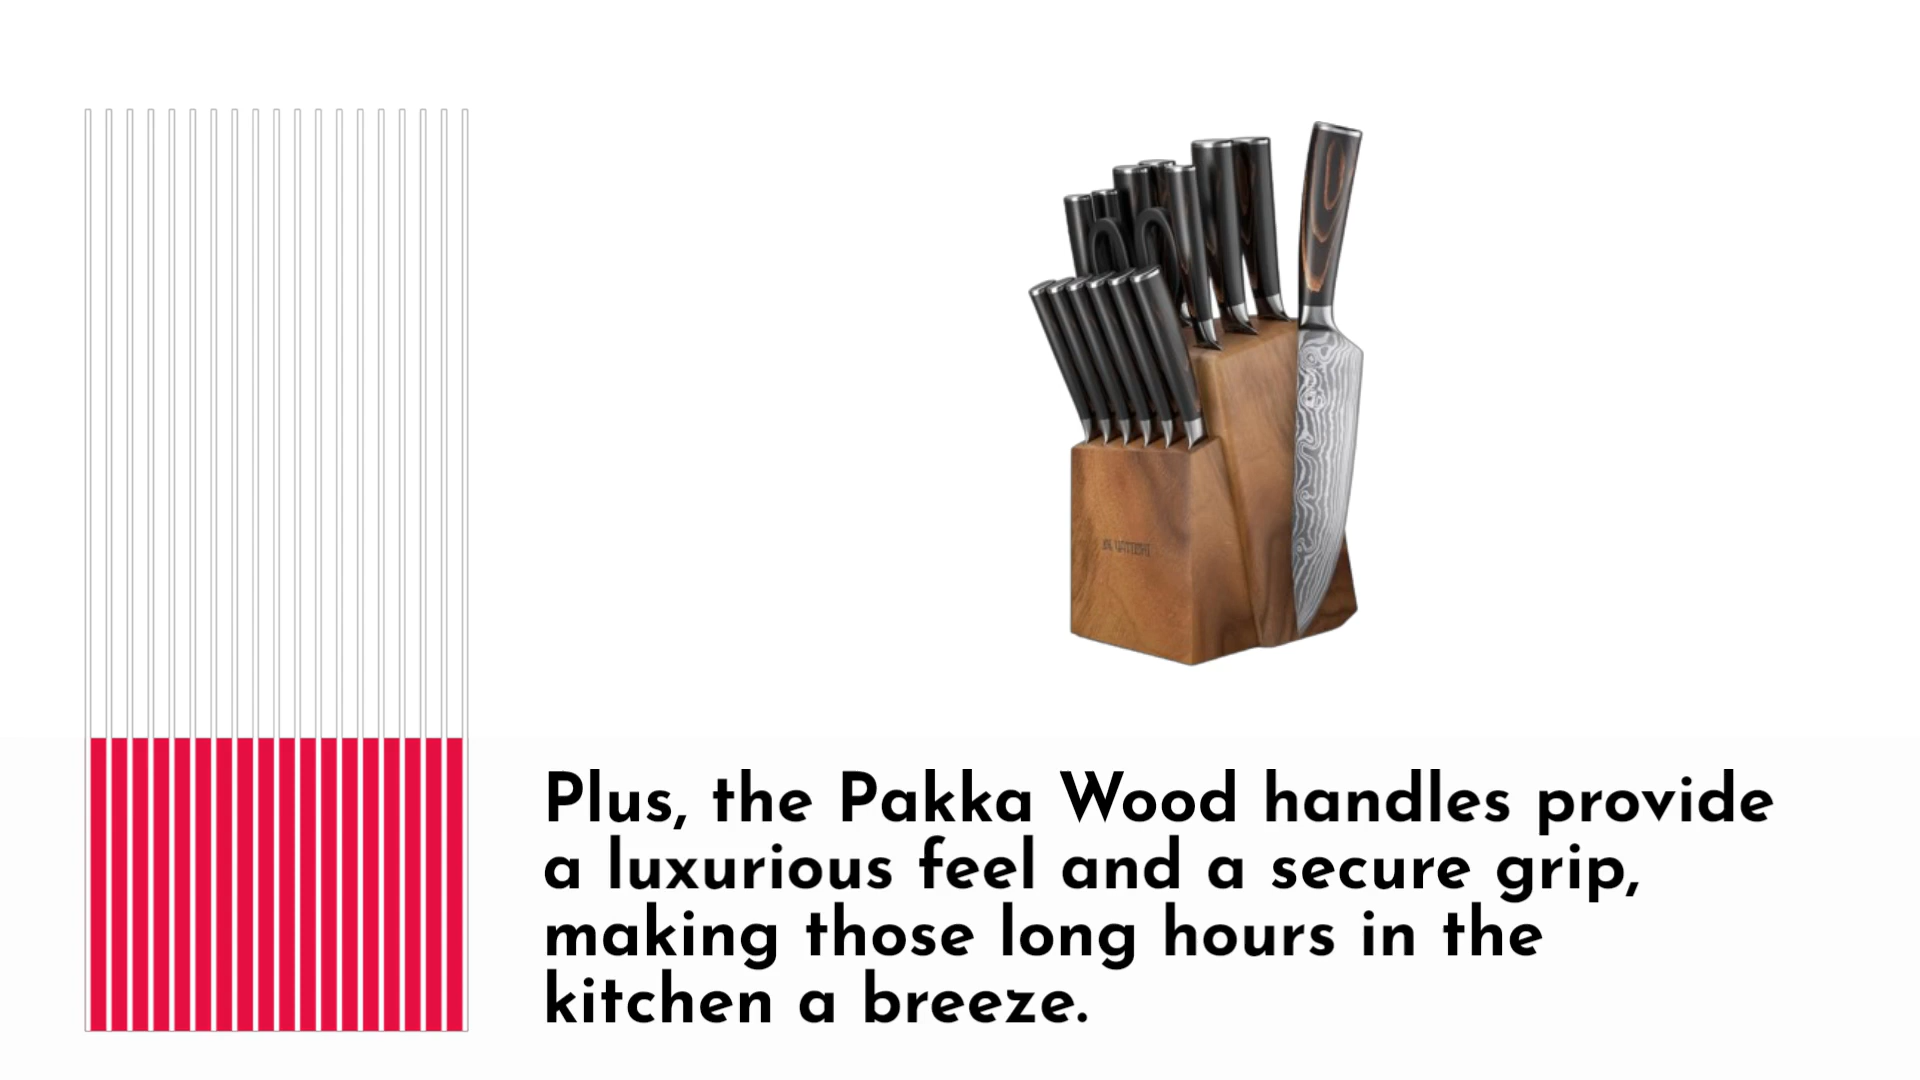 Plus, the Pakka Wood handles provide
a luxurious feel and a secure grip,
making those long hours in the
kitchen a breeze.